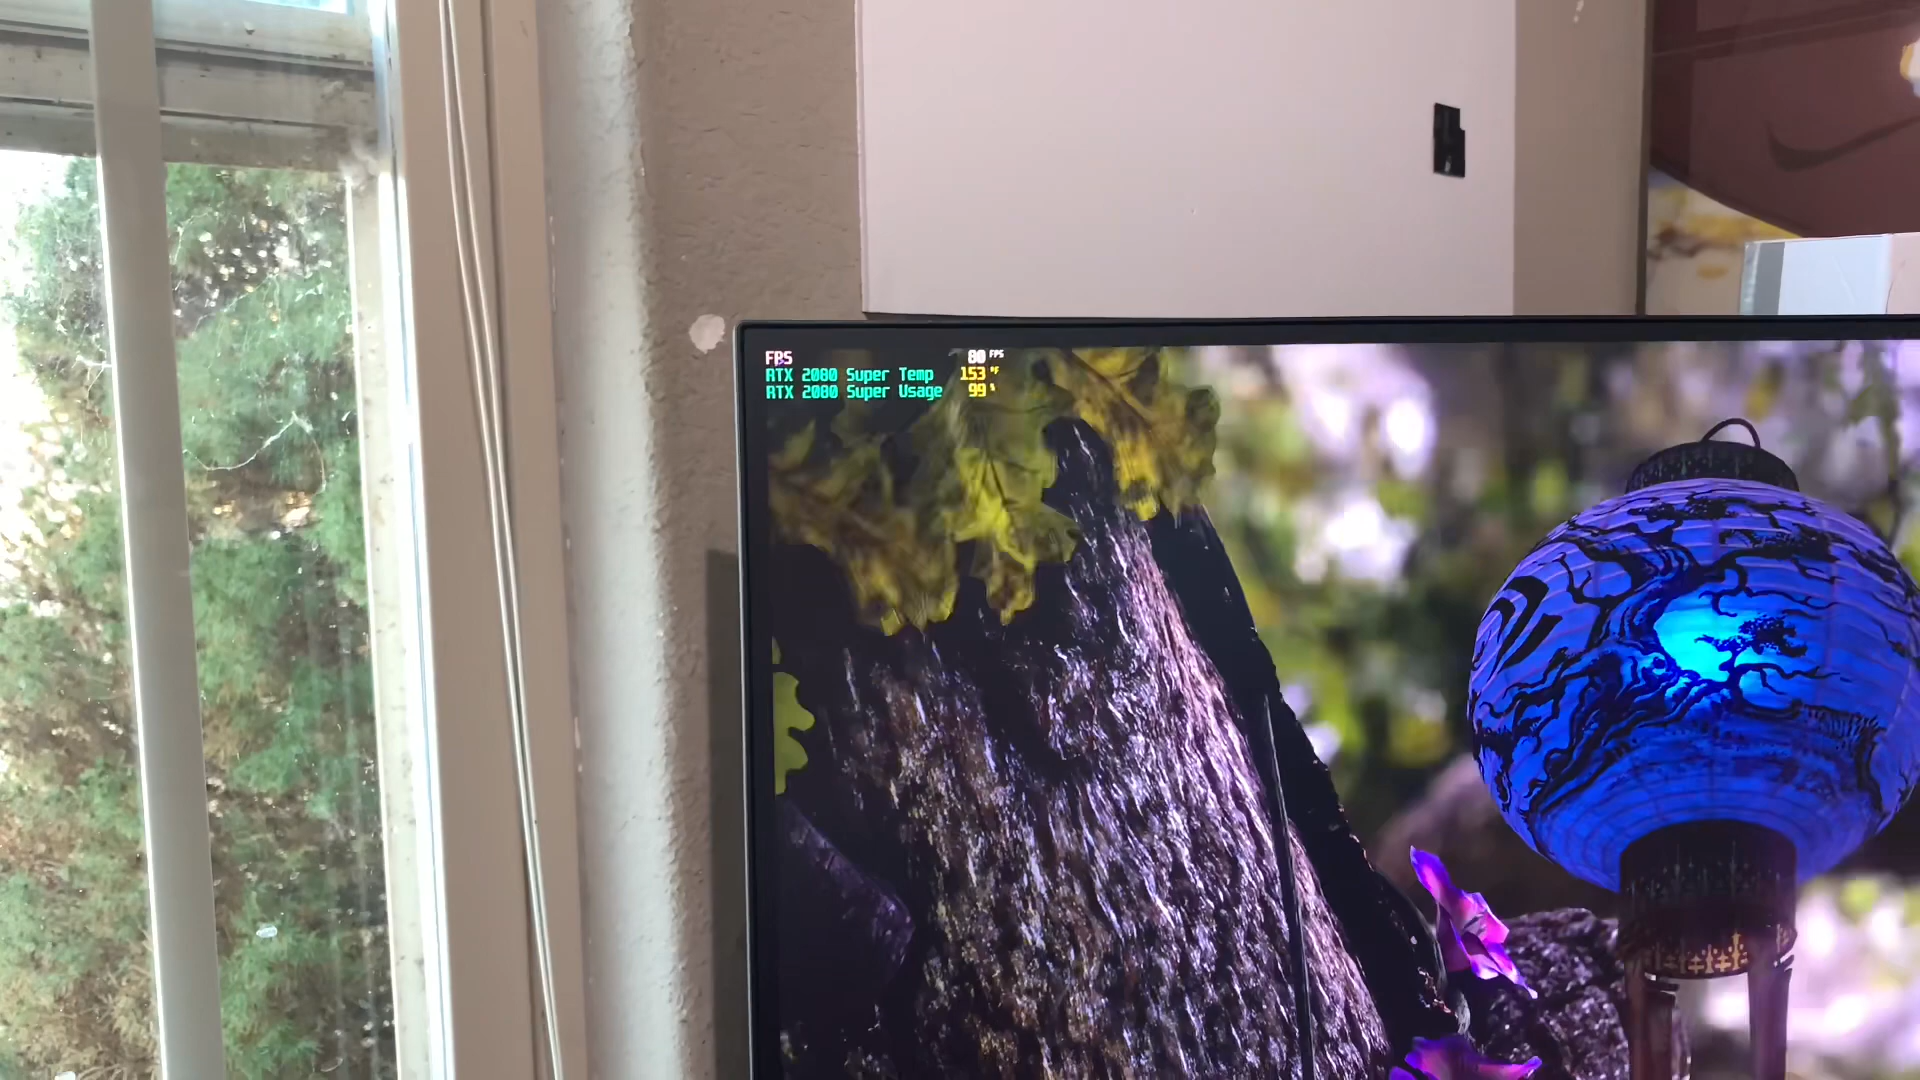 FPS 80 FPS
RTX 2080 Super Temp 153 °F
RTX 2080 Super Usage 99 %